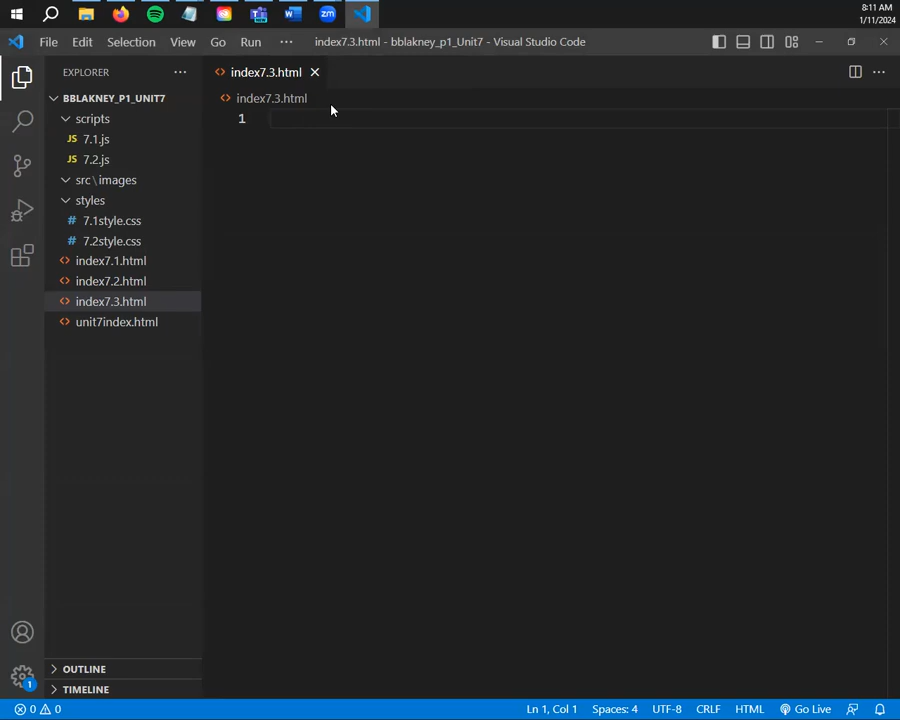 8:11 AM
1/11/2024
File Edit Selection View Go Run ··· index7.3.html - bblakney_p1_Unit7 - Visual Studio Code
EXPLORER ···
index7.3.html
BBLAKNEY_P1_UNIT7
index7.3.html
scripts
1
JS 7.1.js
JS 7.2.js
src\images
styles
# 7.1style.css
# 7.2style.css
<> index7.1.html
<> index7.2.html
<> index7.3.html
<> unit7index.html
OUTLINE
TIMELINE
1
0 0 Ln 1, Col 1 Spaces: 4 UTF-8 CRLF HTML Go Live